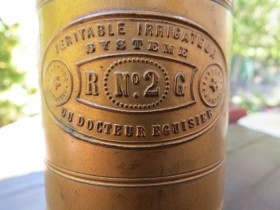 VERITABLE IRRIGATEUR
SYSTEME
R Nº2 G
DU DOCTEUR EGUISIER